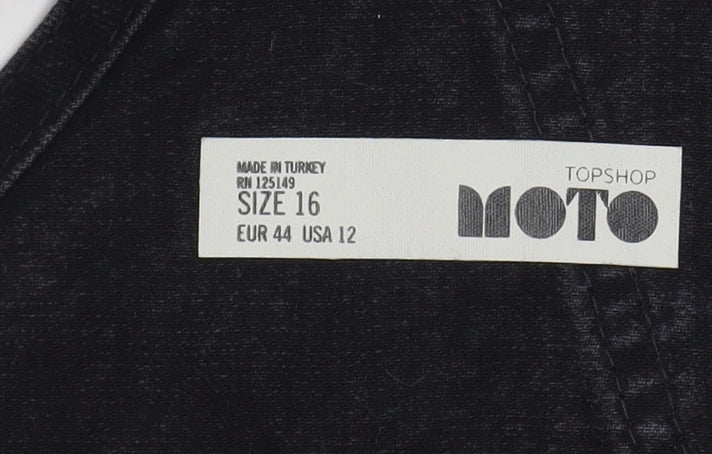 MADE IN TURKEY
RN 125149
SIZE 16
EUR 44 USA 12
TOPSHOP
MOTO